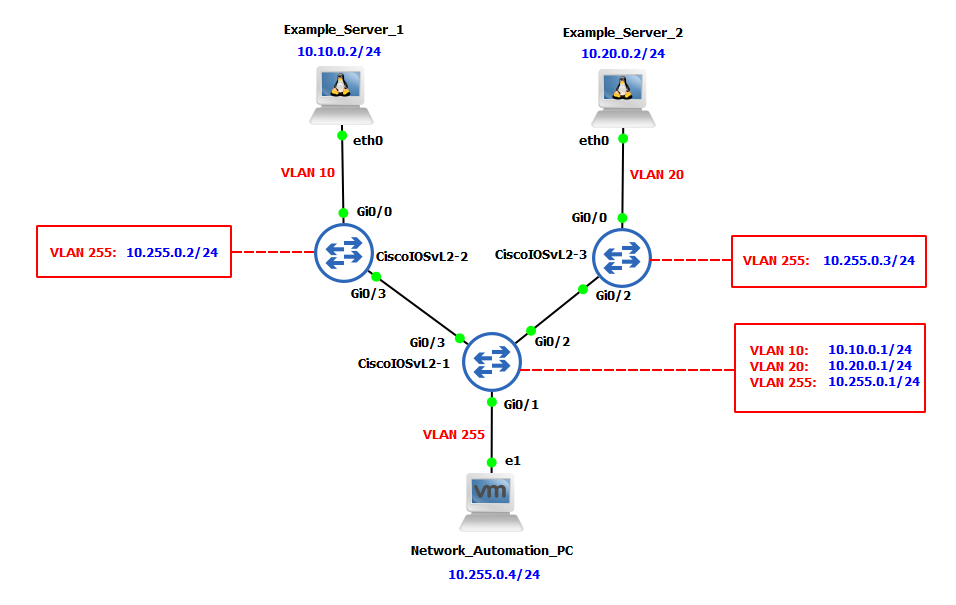 Example_Server_1
10.10.0.2/24
Example_Server_2
10.20.0.2/24
eth0
eth0
VLAN 10
VLAN 20
Gi0/0
Gi0/0
VLAN 255: 10.255.0.2/24
CiscoIOSvL2-2
CiscoIOSvL2-3
VLAN 255: 10.255.0.3/24
Gi0/3
Gi0/2
Gi0/3
Gi0/2
CiscoIOSvL2-1
VLAN 10: 10.10.0.1/24
VLAN 20: 10.20.0.1/24
VLAN 255: 10.255.0.1/24
Gi0/1
VLAN 255
e1
vm
Network_Automation_PC
10.255.0.4/24